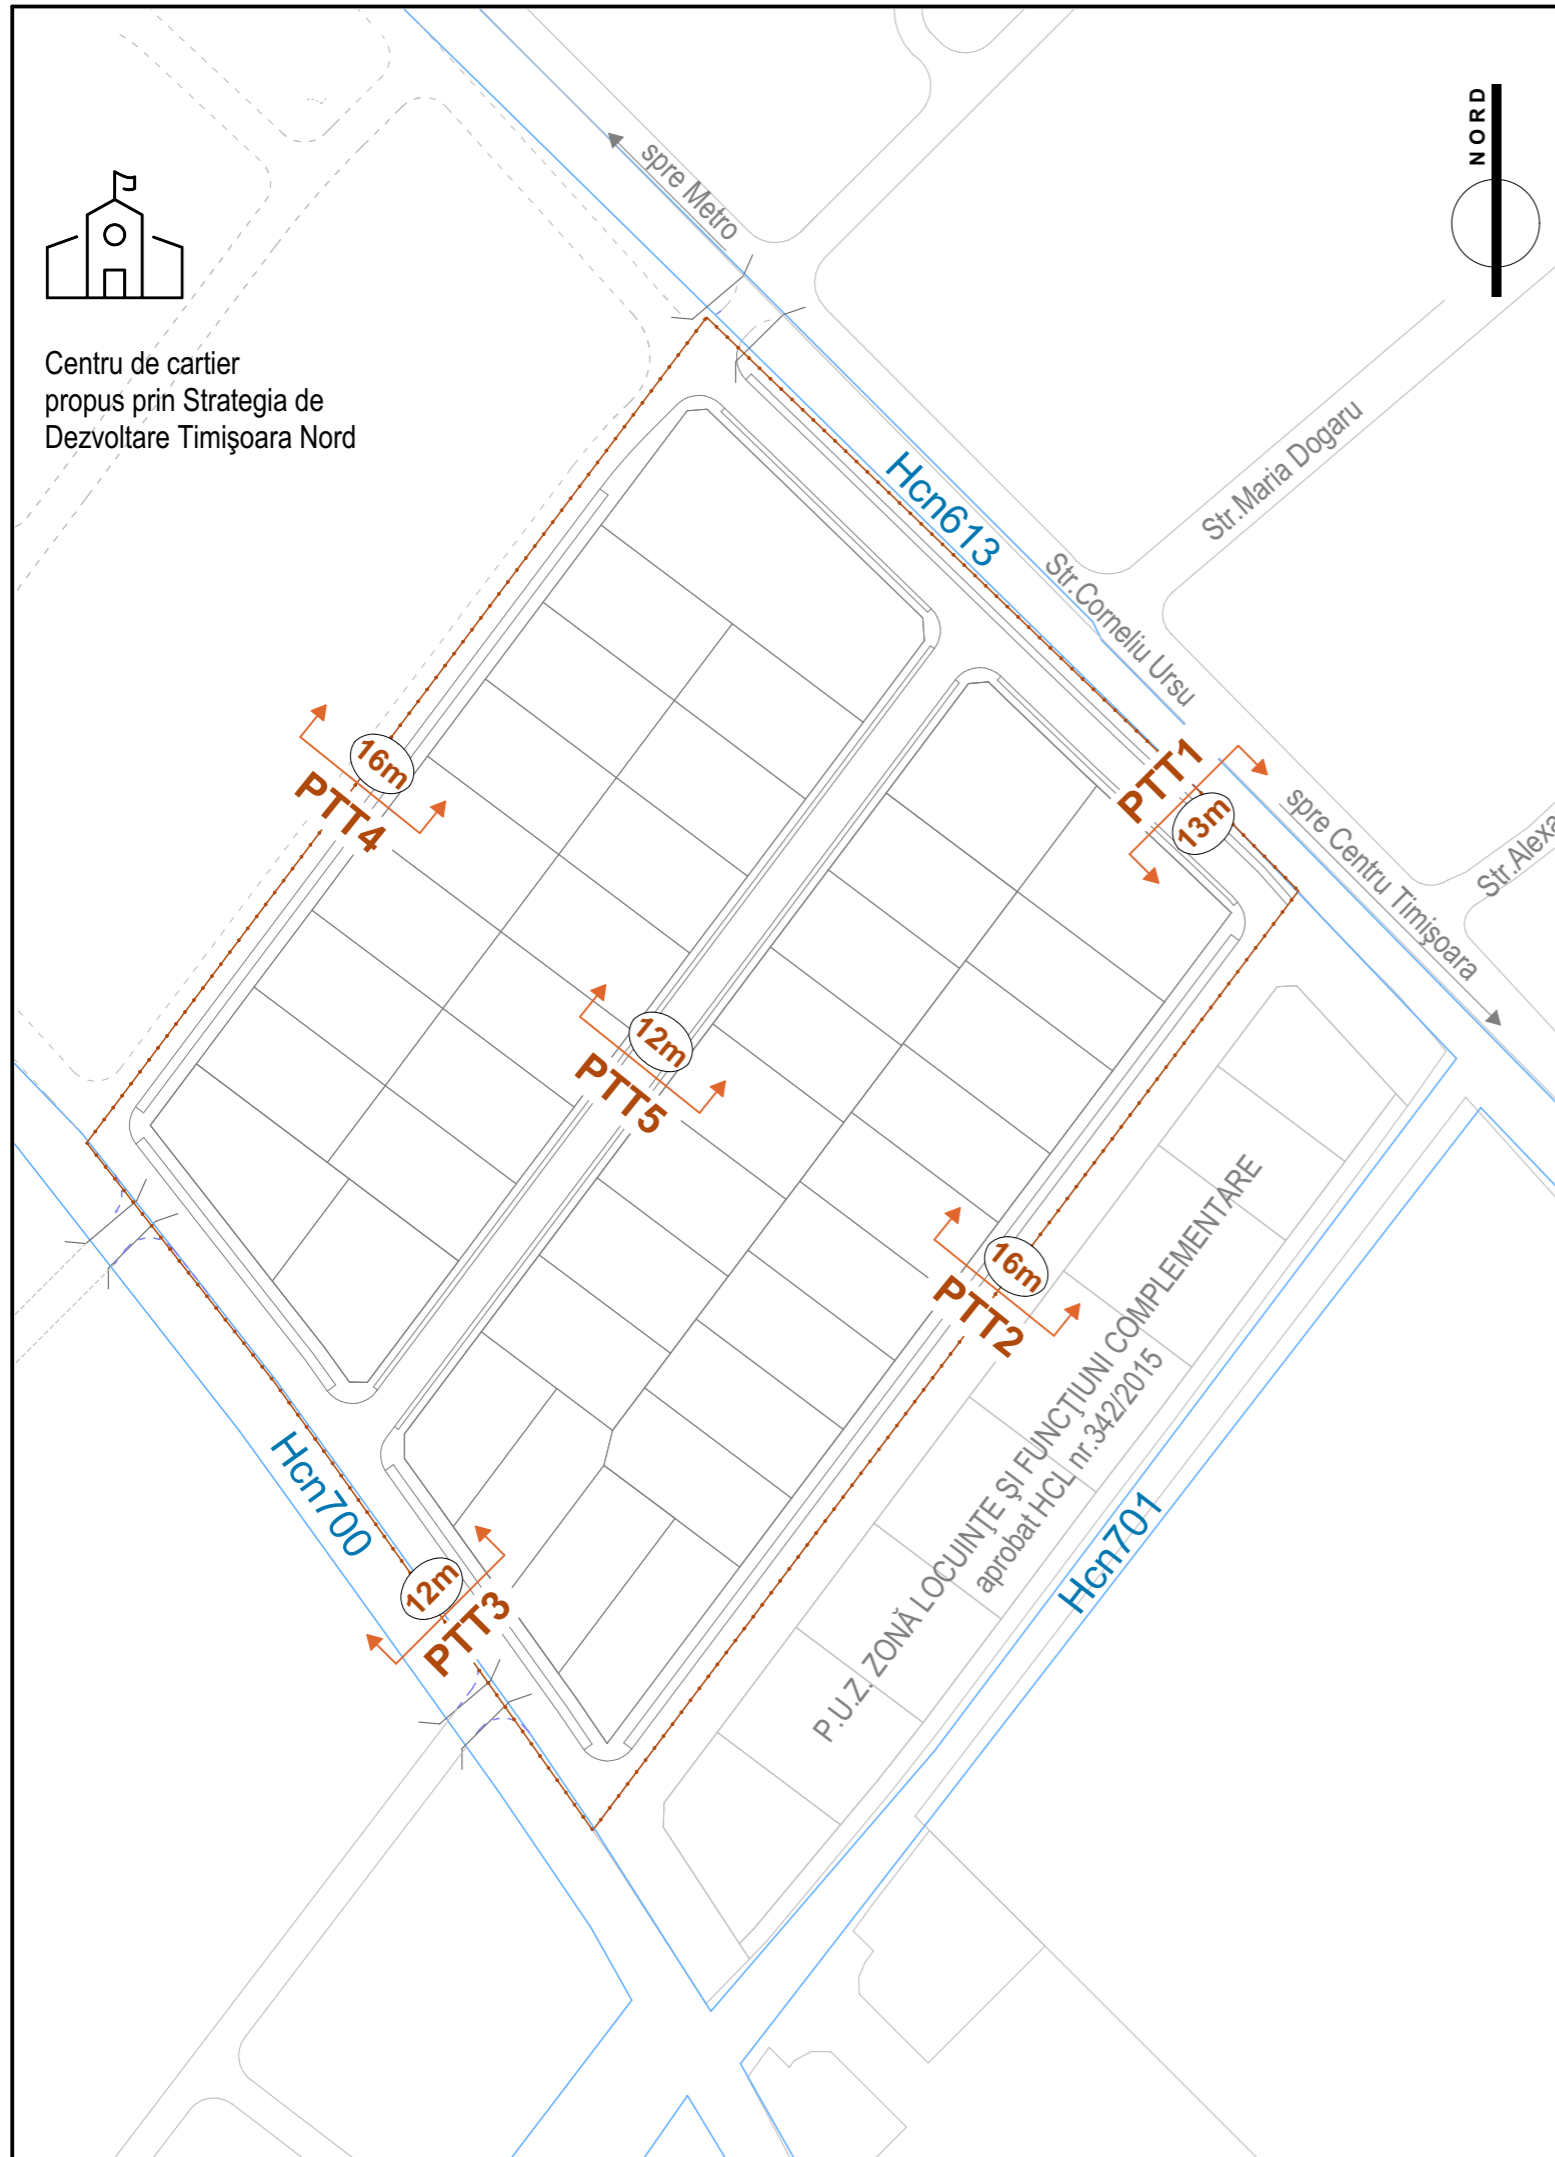 NORD
spre Metro
Centru de cartier
propus prin Strategia de
Dezvoltare Timişoara Nord
Str.Maria Dogaru
Hcn613
Str.Corneliu Ursu
PTT1
13m
spre Centru Timişoara
Str.Alexa
16m
PTT4
12m
PTT5
16m
PTT2
P.U.Z. ZONĂ LOCUINŢE ŞI FUNCŢIUNI COMPLEMENTARE
aprobat HCL nr.342/2015
Hcn700
Hcn701
12m
PTT3